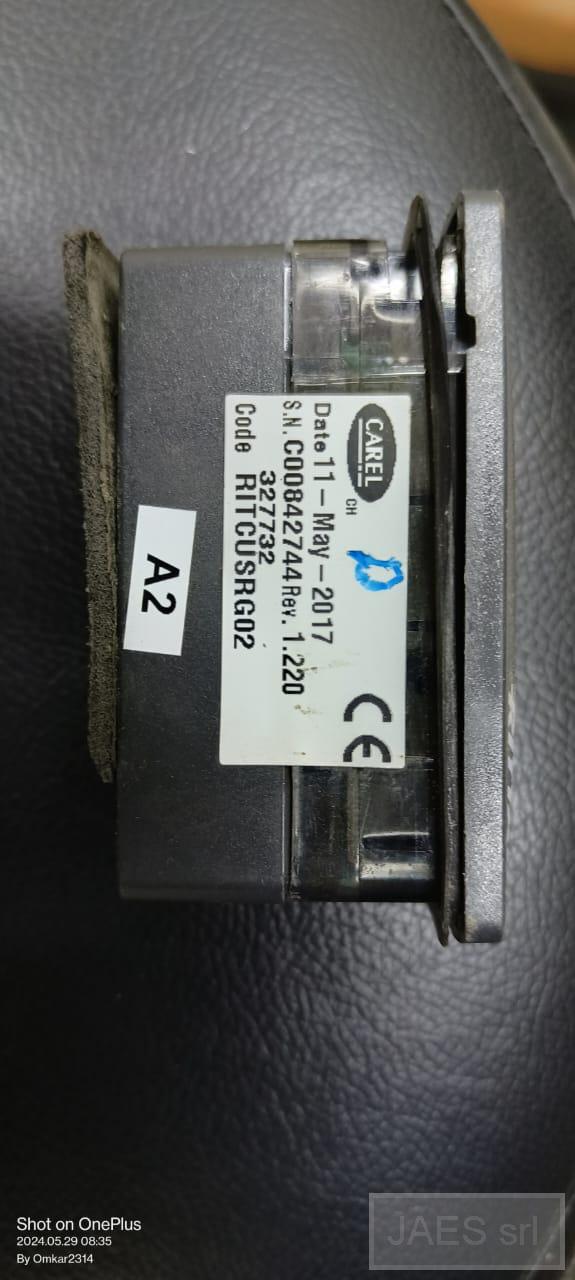 CAREL
CH
Date 11-May-2017
S.N. C00842744 Rev. 1.220
327732
Code RITCUSRG02
CE
A2
Shot on OnePlus
2024.05.29 08:35
By Omkar2314
JAES srl